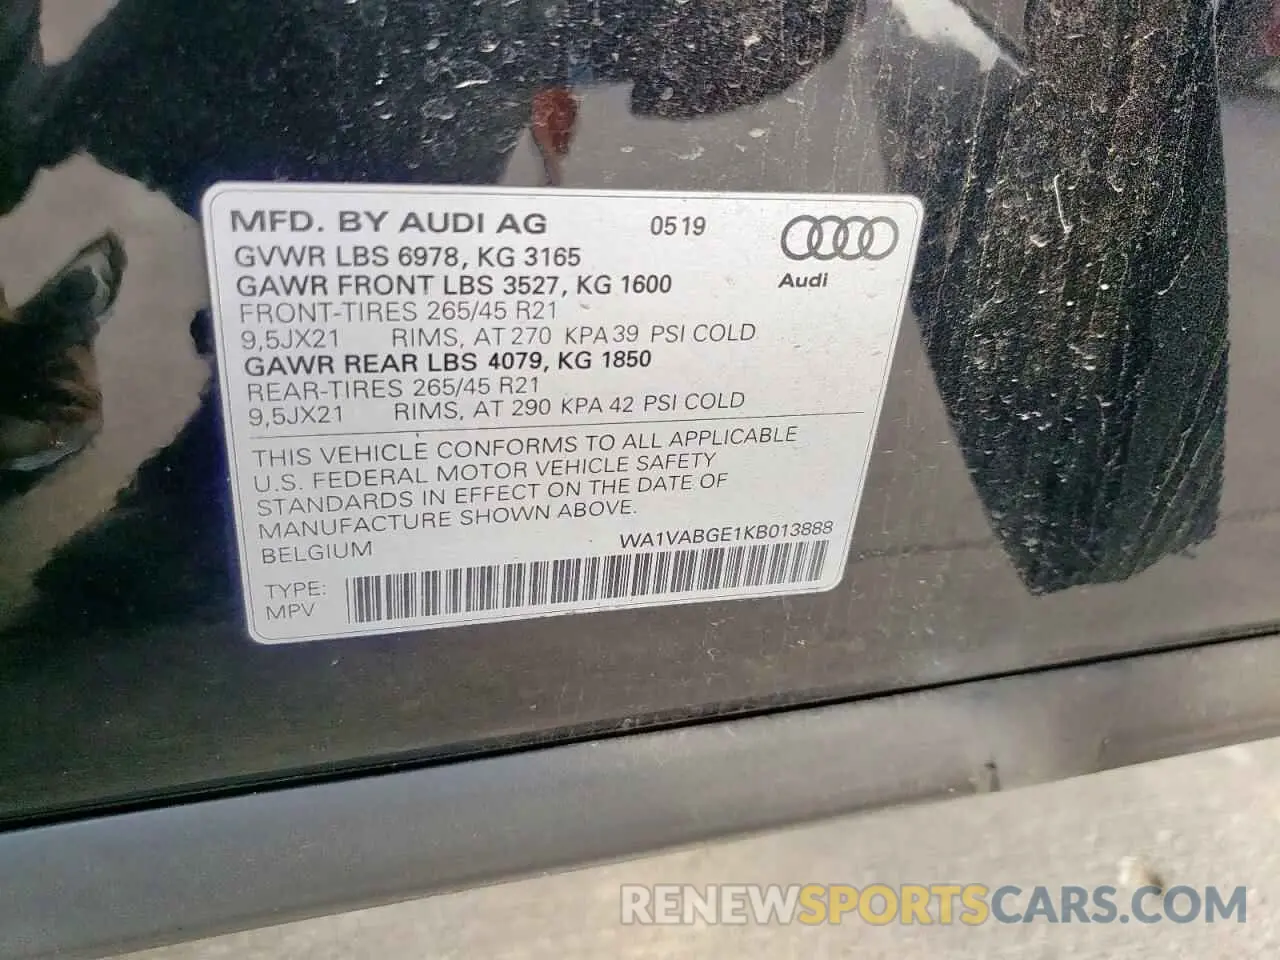 MFD. BY AUDI AG 0519
GVWR LBS 6978, KG 3165
GAWR FRONT LBS 3527, KG 1600
Audi
FRONT-TIRES 265/45 R21
9,5JX21 RIMS, AT 270 KPA 39 PSI COLD
GAWR REAR LBS 4079, KG 1850
REAR-TIRES 265/45 R21
9,5JX21 RIMS, AT 290 KPA 42 PSI COLD
THIS VEHICLE CONFORMS TO ALL APPLICABLE
U.S. FEDERAL MOTOR VEHICLE SAFETY
STANDARDS IN EFFECT ON THE DATE OF
MANUFACTURE SHOWN ABOVE.
BELGIUM WA1VABGE1KB013888
TYPE:
MPV
RENEWSPORTSCARS.COM